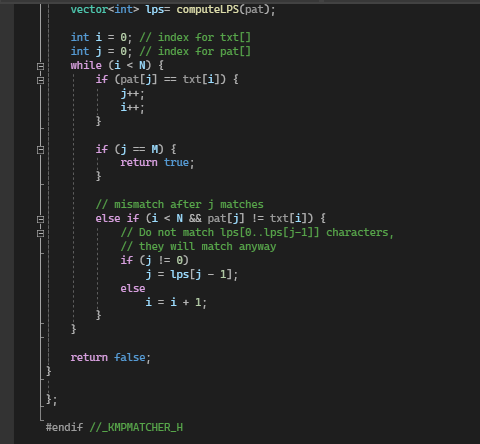 vector<int> lps= computeLPS(pat);
int i = 0; // index for txt[]
int j = 0; // index for pat[]
while (i < N) {
if (pat[j] == txt[i]) {
j++;
i++;
}
if (j == M) {
return true;
}
// mismatch after j matches
else if (i < N && pat[j] != txt[i]) {
// Do not match lps[0..lps[j-1]] characters,
// they will match anyway
if (j != 0)
j = lps[j - 1];
else
i = i + 1;
}
}
return false;
}
};
#endif //_KMPMATCHER_H